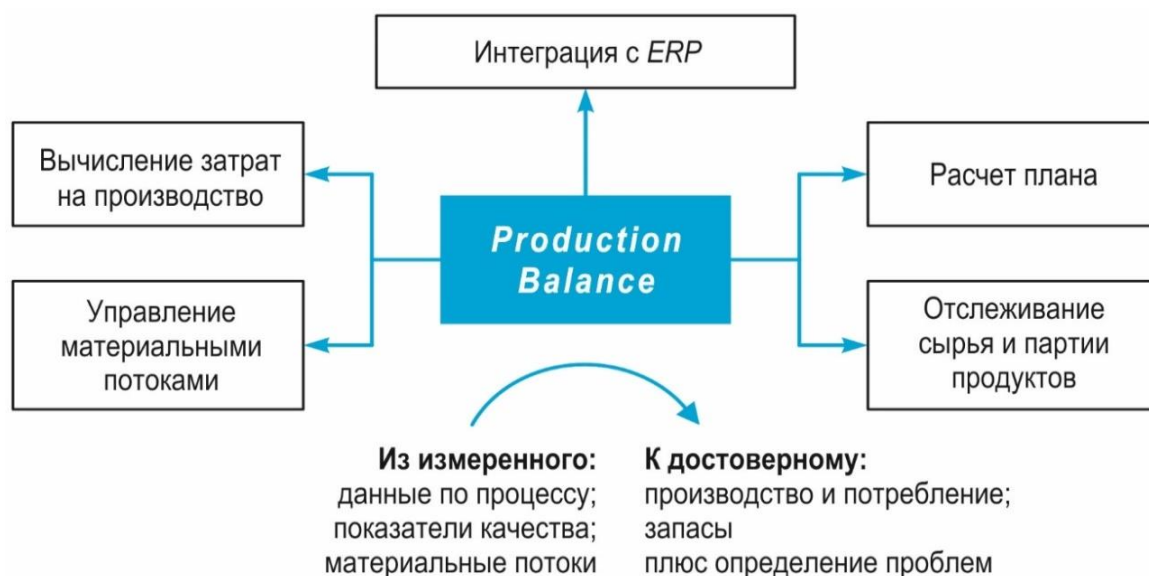 Интеграция с ERP
Вычисление затрат
на производство
Расчет плана
Production
Balance
Управление
материальными
потоками
Отслеживание
сырья и партии
продуктов
Из измеренного:
данные по процессу;
показатели качества;
материальные потоки
К достоверному:
производство и потребление;
запасы
плюс определение проблем